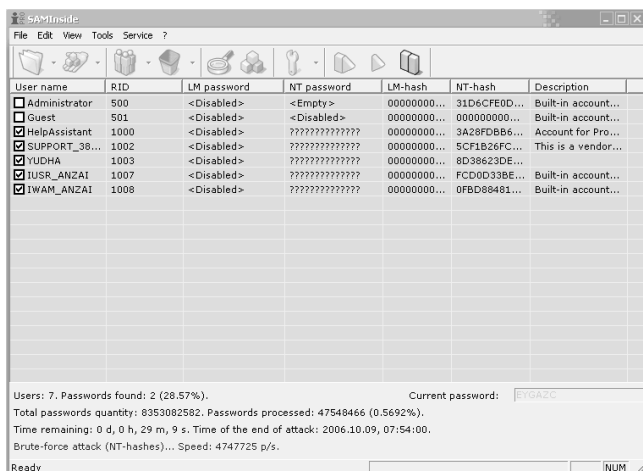 SAMInside
File Edit View Tools Service ?
User name RID LM password NT password LM-hash NT-hash Description
Administrator 500 <Disabled> <Empty> 00000000... 31D6CFE0D... Built-in account...
Guest 501 <Disabled> <Disabled> 00000000... 000000000... Built-in account...
HelpAssistant 1000 <Disabled> ?????????????? 00000000... 3A28FDBB6... Account for Pro...
SUPPORT_38... 1002 <Disabled> ?????????????? 00000000... 5CF1B26FC... This is a vendor...
YUDHA 1003 <Disabled> ?????????????? 00000000... 8D38623DE...
IUSR_ANZAI 1007 <Disabled> ?????????????? 00000000... FCD0D33BE... Built-in account...
IWAM_ANZAI 1008 <Disabled> ?????????????? 00000000... 0FBD88481... Built-in account...
Users: 7. Passwords found: 2 (28.57%). Current password: EYGAZC
Total passwords quantity: 8353082582. Passwords processed: 47548466 (0.5692%).
Time remaining: 0 d, 0 h, 29 m, 9 s. Time of the end of attack: 2006.10.09, 07:54:00.
Brute-force attack (NT-hashes)... Speed: 4747725 p/s.
Ready NUM